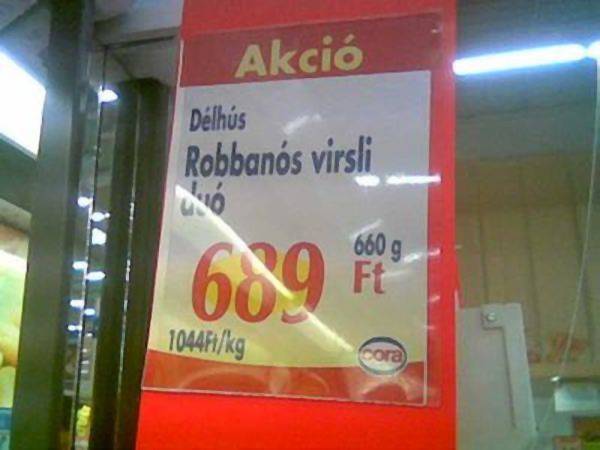 Akció
Délhús
Robbanós virsli
duó
689 Ft
660 g
1044Ft/kg
cora